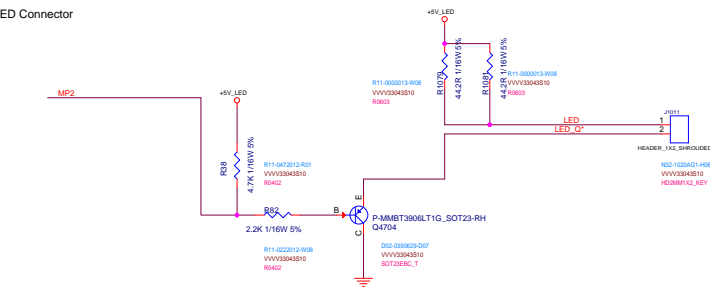 ED Connector
+5V_LED
R1079
44.2R 1/16W 5%
R11-0000013-W08
VVVV33043S10
R0603
R1081
44.2R 1/16W 5%
R11-0000013-W08
VVVV33043S10
R0603
MP2
+5V_LED
R38
4.7K 1/16W 5%
R11-0472012-R01
VVVV33043S10
R0402
LED
LED_Q*
1
2
J1011
HEADER_1X2_SHROUDED
N32-1020AG1-H06
VVVV33043S10
HD2MM1X2_KEY
R82
2.2K 1/16W 5%
R11-0222012-W08
VVVV33043S10
R0402
B
E
C
P-MMBT3906LT1G_SOT23-RH
Q4704
D02-0390629-D07
VVVV33043S10
SOT23EBC_T